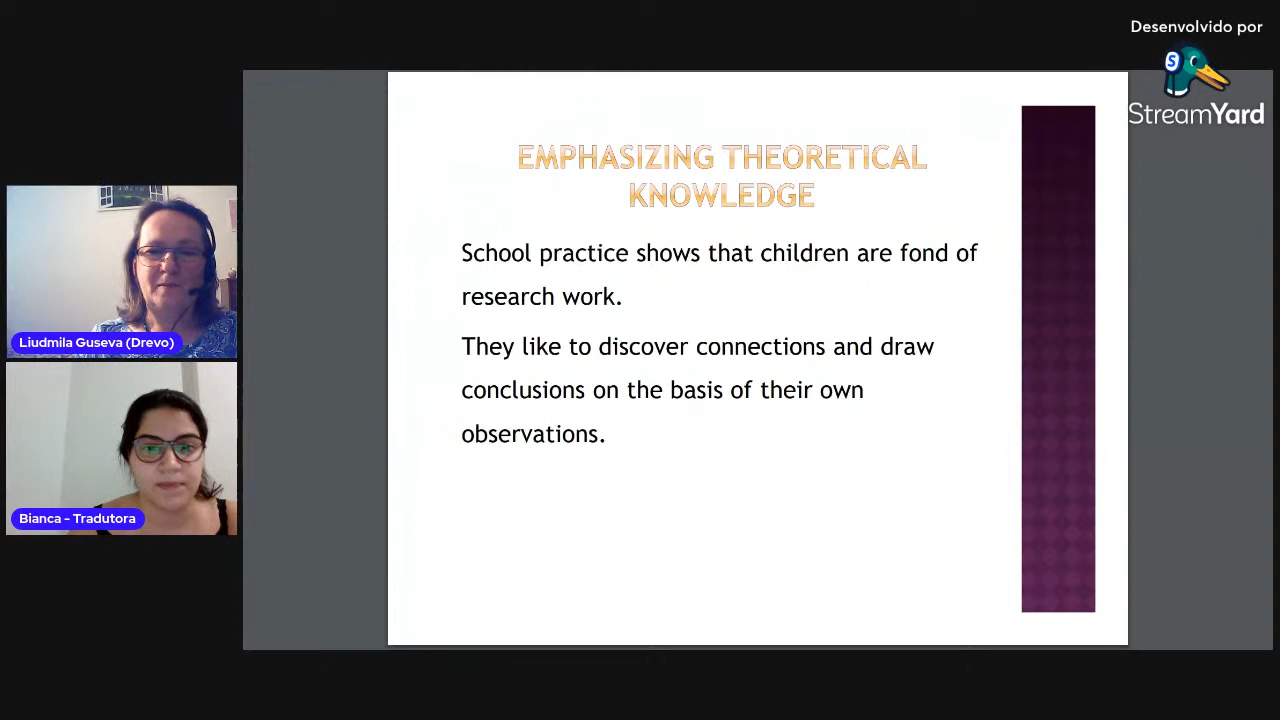 Desenvolvido por
StreamYard
EMPHASIZING THEORETICAL
KNOWLEDGE
School practice shows that children are fond of
research work.
They like to discover connections and draw
conclusions on the basis of their own
observations.
Liudmila Guseva (Drevo)
Bianca - Tradutora